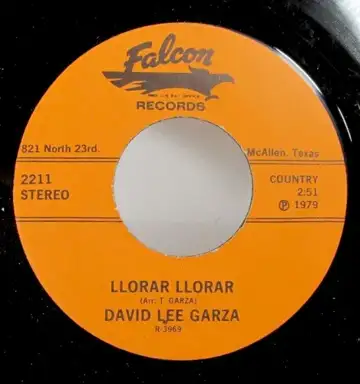 Falcon
RECORDS
821 North 23rd.
McAllen, Texas
2211
STEREO
COUNTRY
2:51
℗ 1979
LLORAR LLORAR
(Arr. T. GARZA)
DAVID LEE GARZA
R 3969